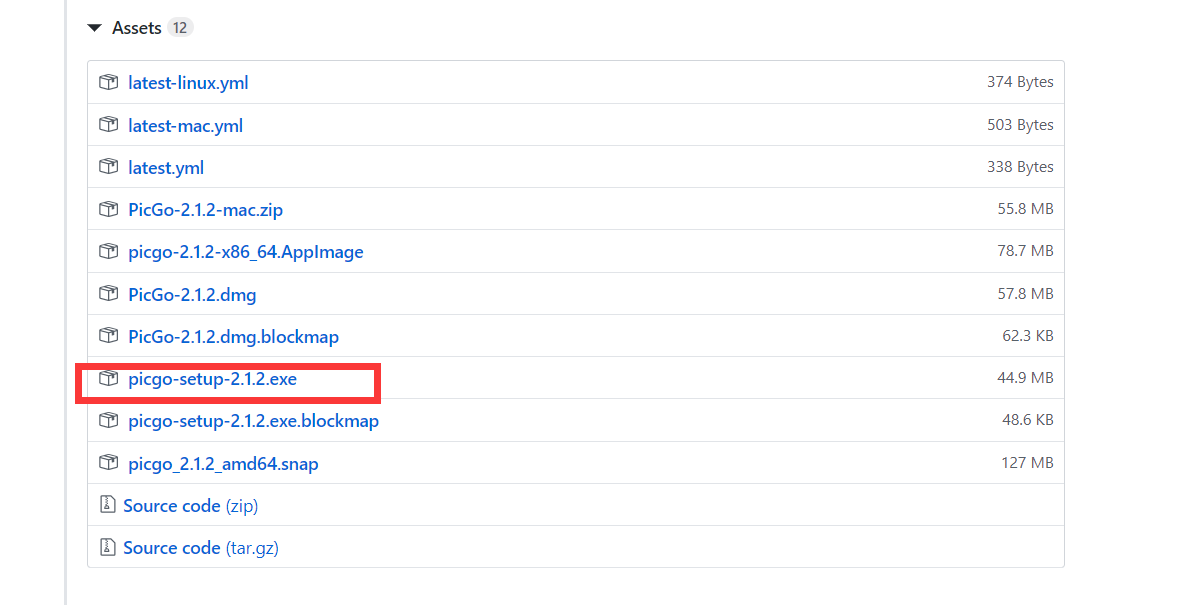 Assets 12
latest-linux.yml 374 Bytes
latest-mac.yml 503 Bytes
latest.yml 338 Bytes
PicGo-2.1.2-mac.zip 55.8 MB
picgo-2.1.2-x86_64.AppImage 78.7 MB
PicGo-2.1.2.dmg 57.8 MB
PicGo-2.1.2.dmg.blockmap 62.3 KB
picgo-setup-2.1.2.exe 44.9 MB
picgo-setup-2.1.2.exe.blockmap 48.6 KB
picgo_2.1.2_amd64.snap 127 MB
Source code (zip)
Source code (tar.gz)